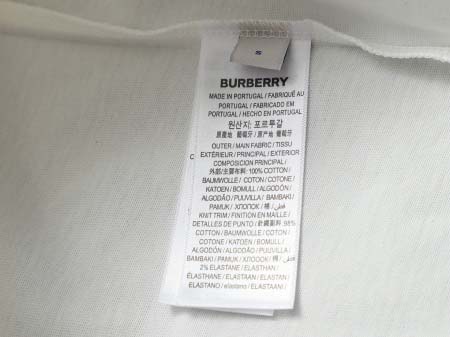 S
BURBERRY
MADE IN PORTUGAL / FABRIQUÉ AU
PORTUGAL / FABRICADO EM
PORTUGAL / HECHO EN PORTUGAL
원산지: 포르투갈
原產地 葡萄牙 / 原产地 葡萄牙
OUTER / MAIN FABRIC / TISSU
EXTÉRIEUR / PRINCIPAL / EXTERIOR
COMPOSICION PRINCIPAL /
外部/主要布料: 100% COTTON /
BAUMWOLLE / COTON / COTONE /
KATOEN / BOMULL / ALGODÓN /
ALGODÃO / PUUVILLA / BAMBAKI /
PAMUK / ХЛОПОК / 棉 / قطن /
KNIT TRIM / FINITION EN MAILLE /
DETALLES DE PUNTO / 針織副料: 98%
COTTON / BAUMWOLLE / COTON /
COTONE / KATOEN / BOMULL /
ALGODÓN / ALGODÃO / PUUVILLA /
BAMBAKI / PAMUK / ХЛОПОК / 棉 / قطن /
2% ELASTANE / ELASTHAN /
ÉLASTHANNE / ELASTAN / ELASTAN /
ELASTANO / elastano / ELASTAANI /